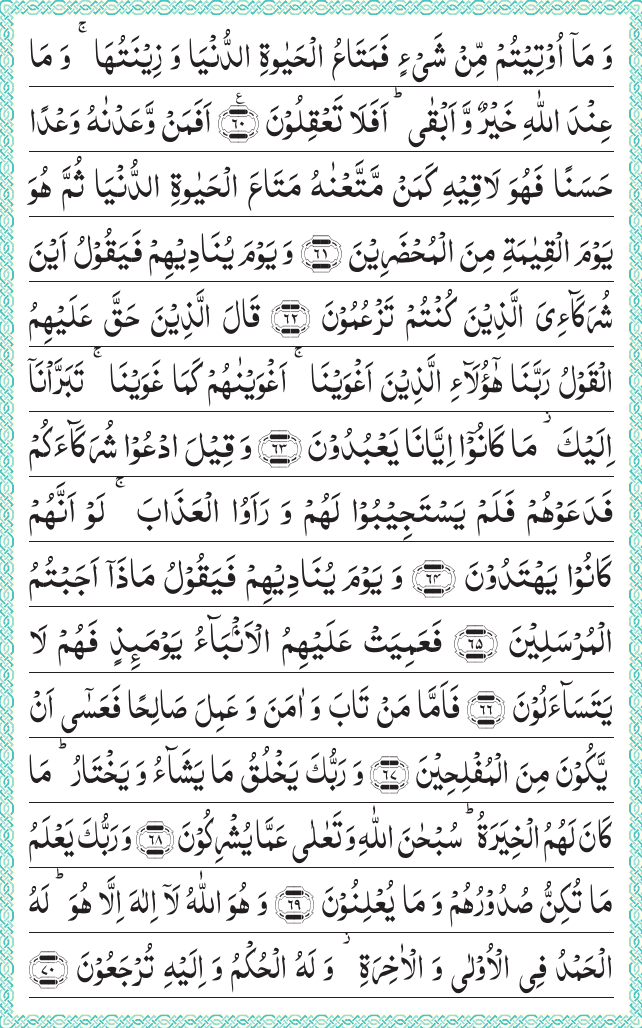 وَ مَاۤ اُوْتِیْتُمْ مِّنْ شَیْءٍ فَمَتَاعُ الْحَیٰوةِ الدُّنْیَا وَ زِیْنَتُهَا ۚ وَ مَا
عِنْدَ اللّٰهِ خَیْرٌ وَّ اَبْقٰی ؕ اَفَلَا تَعْقِلُوْنَ ﴿٦٠﴾ۧ اَفَمَنْ وَّعَدْنٰهُ وَعْدًا
حَسَنًا فَهُوَ لَاقِیْهِ كَمَنْ مَّتَّعْنٰهُ مَتَاعَ الْحَیٰوةِ الدُّنْیَا ثُمَّ هُوَ
یَوْمَ الْقِیٰمَةِ مِنَ الْمُحْضَرِیْنَ ﴿٦١﴾ وَ یَوْمَ یُنَادِیْهِمْ فَیَقُوْلُ اَیْنَ
شُرَكَآءِیَ الَّذِیْنَ كُنْتُمْ تَزْعُمُوْنَ ﴿٦٢﴾ قَالَ الَّذِیْنَ حَقَّ عَلَیْهِمُ
الْقَوْلُ رَبَّنَا هٰۤؤُلَآءِ الَّذِیْنَ اَغْوَیْنَا ۚ اَغْوَیْنٰهُمْ كَمَا غَوَیْنَا ۚ تَبَرَّاْنَاۤ
اِلَیْكَ ؗ مَا كَانُوْۤا اِیَّانَا یَعْبُدُوْنَ ﴿٦٣﴾ وَ قِیْلَ ادْعُوْا شُرَكَآءَكُمْ
فَدَعَوْهُمْ فَلَمْ یَسْتَجِیْبُوْا لَهُمْ وَ رَاَوُا الْعَذَابَ ۚ لَوْ اَنَّهُمْ
كَانُوْا یَهْتَدُوْنَ ﴿٦٤﴾ وَ یَوْمَ یُنَادِیْهِمْ فَیَقُوْلُ مَاذَاۤ اَجَبْتُمُ
الْمُرْسَلِیْنَ ﴿٦٥﴾ فَعَمِیَتْ عَلَیْهِمُ الْاَنْۢبَآءُ یَوْمَىِٕذٍ فَهُمْ لَا
یَتَسَآءَلُوْنَ ﴿٦٦﴾ فَاَمَّا مَنْ تَابَ وَ اٰمَنَ وَ عَمِلَ صَالِحًا فَعَسٰۤی اَنْ
یَّكُوْنَ مِنَ الْمُفْلِحِیْنَ ﴿٦٧﴾ وَ رَبُّكَ یَخْلُقُ مَا یَشَآءُ وَ یَخْتَارُ ؕ مَا
كَانَ لَهُمُ الْخِیَرَةُ ؕ سُبْحٰنَ اللّٰهِ وَ تَعٰلٰی عَمَّا یُشْرِكُوْنَ ﴿٦٨﴾ وَ رَبُّكَ یَعْلَمُ
مَا تُكِنُّ صُدُوْرُهُمْ وَ مَا یُعْلِنُوْنَ ﴿٦٩﴾ وَ هُوَ اللّٰهُ لَاۤ اِلٰهَ اِلَّا هُوَ ؕ لَهُ
الْحَمْدُ فِی الْاُوْلٰی وَ الْاٰخِرَةِ ؗ وَ لَهُ الْحُكْمُ وَ اِلَیْهِ تُرْجَعُوْنَ ﴿٧٠﴾